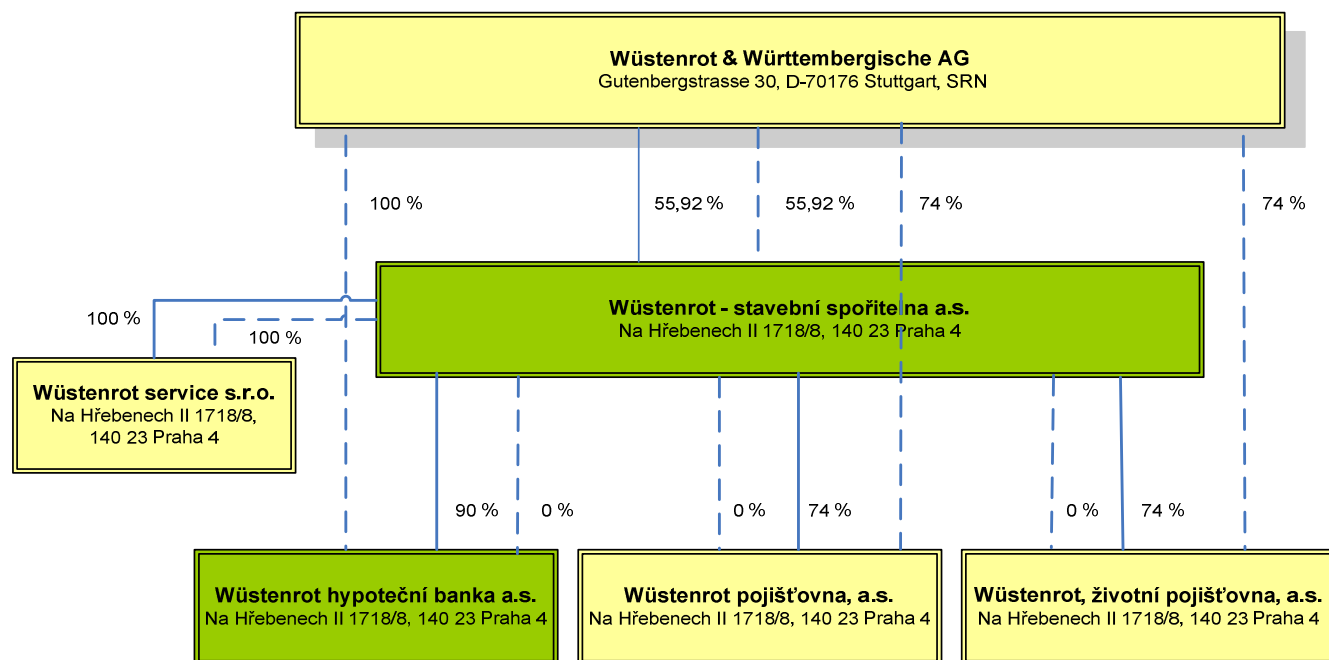 Wüstenrot & Württembergische AG
Gutenbergstrasse 30, D-70176 Stuttgart, SRN
100 %
55,92 %
55,92 %
74 %
74 %
Wüstenrot - stavební spořitelna a.s.
Na Hřebenech II 1718/8, 140 23 Praha 4
100 %
100 %
Wüstenrot service s.r.o.
Na Hřebenech II 1718/8,
140 23 Praha 4
90 %
0 %
0 %
74 %
0 %
74 %
Wüstenrot hypoteční banka a.s.
Na Hřebenech II 1718/8, 140 23 Praha 4
Wüstenrot pojišťovna, a.s.
Na Hřebenech II 1718/8, 140 23 Praha 4
Wüstenrot, životní pojišťovna, a.s.
Na Hřebenech II 1718/8, 140 23 Praha 4